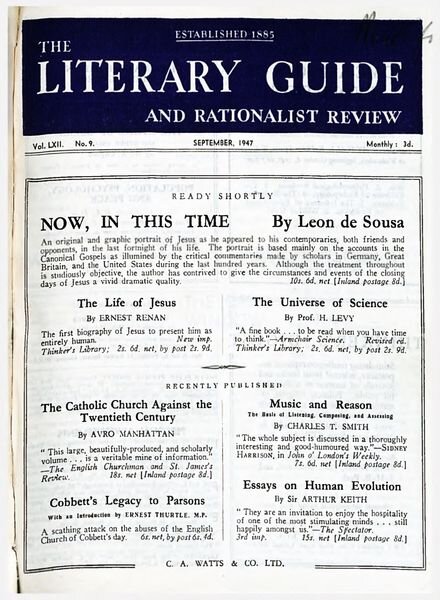 ESTABLISHED 1885
THE
LITERARY GUIDE
AND RATIONALIST REVIEW
Vol. LXII. No. 9. SEPTEMBER, 1947 Monthly: 3d.
READY SHORTLY
NOW, IN THIS TIME By Leon de Sousa
An original and graphic portrait of Jesus as he appeared to his contemporaries, both friends and
opponents, in the last fortnight of his life. The portrait is based mainly on the accounts in the
Canonical Gospels as illumined by the critical commentaries made by scholars in Germany, Great
Britain, and the United States during the last hundred years. Although the treatment throughout
is studiously objective, the author has contrived to give the circumstances and events of the closing
days of Jesus a vivid dramatic quality. 10s. 6d. net [Inland postage 8d.]
The Life of Jesus
By ERNEST RENAN
The first biography of Jesus to present him as
entirely human. New imp.
Thinker's Library; 2s. 6d. net, by post 2s. 9d.
The Universe of Science
By Prof. H. LEVY
"A fine book . . . to be read when you have time
to think."—Armchair Science. Revised ed.
Thinker's Library; 2s. 6d. net, by post 2s. 9d.
RECENTLY PUBLISHED
The Catholic Church Against the
Twentieth Century
By AVRO MANHATTAN
"This large, beautifully-produced, and scholarly
volume . . . is a veritable mine of information."
—The English Churchman and St. James's
Review. 18s. net [Inland postage 8d.]
Cobbett's Legacy to Parsons
With an Introduction by ERNEST THURTLE, M.P.
A scathing attack on the abuses of the English
Church of Cobbett's day. 6s. net, by post 6s. 4d.
Music and Reason
The Basis of Listening, Composing, and Assessing
By CHARLES T. SMITH
"The whole subject is discussed in a thoroughly
interesting and good-humoured way."—SIDNEY
HARRISON, in John o' London's Weekly.
7s. 6d. net [Inland postage 8d.]
Essays on Human Evolution
By Sir ARTHUR KEITH
"They are an invitation to enjoy the hospitality
of one of the most stimulating minds . . . still
happily amongst us."—The Spectator.
3rd imp. 15s. net [Inland postage 8d.]
C. A. WATTS & CO. LTD.